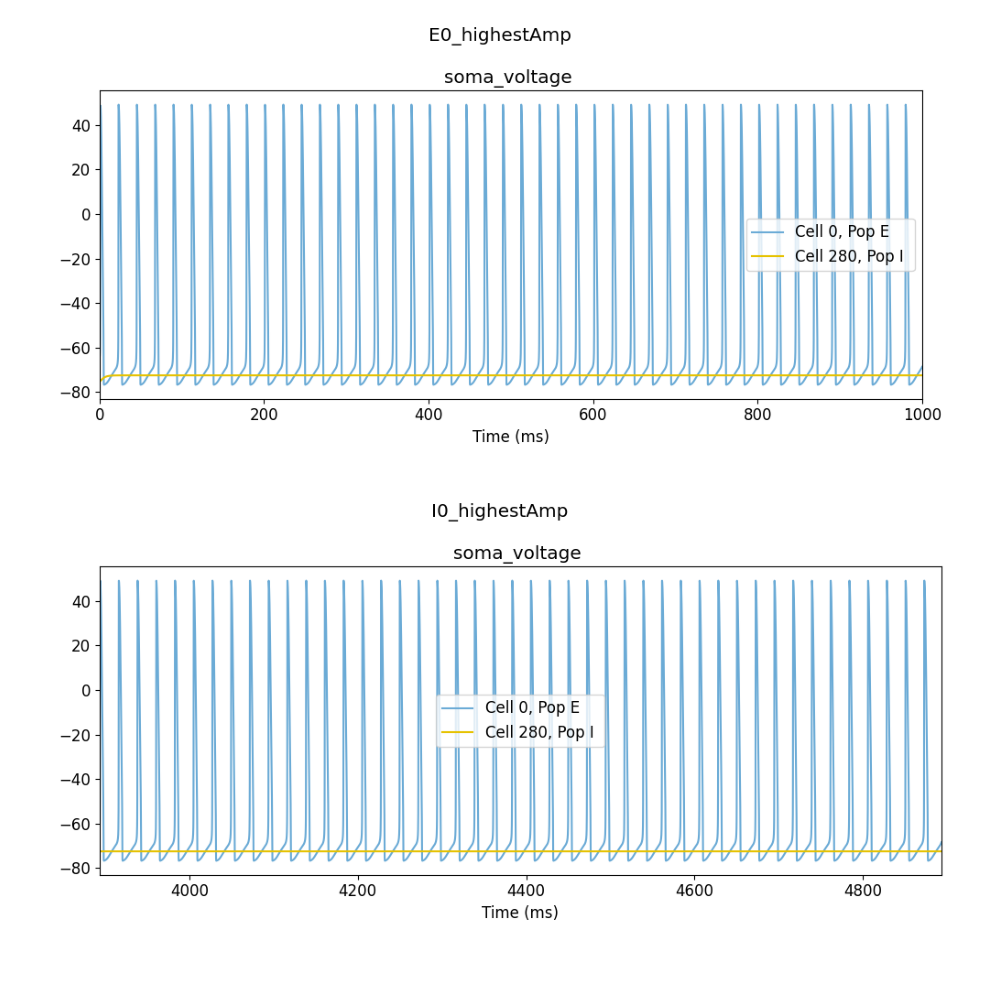 E0_highestAmp
soma_voltage
40
20
0
−20
−40
−60
−80
Cell 0, Pop E
Cell 280, Pop I
0 200 400 600 800 1000
Time (ms)
I0_highestAmp
soma_voltage
40
20
0
−20
−40
−60
−80
Cell 0, Pop E
Cell 280, Pop I
4000 4200 4400 4600 4800
Time (ms)